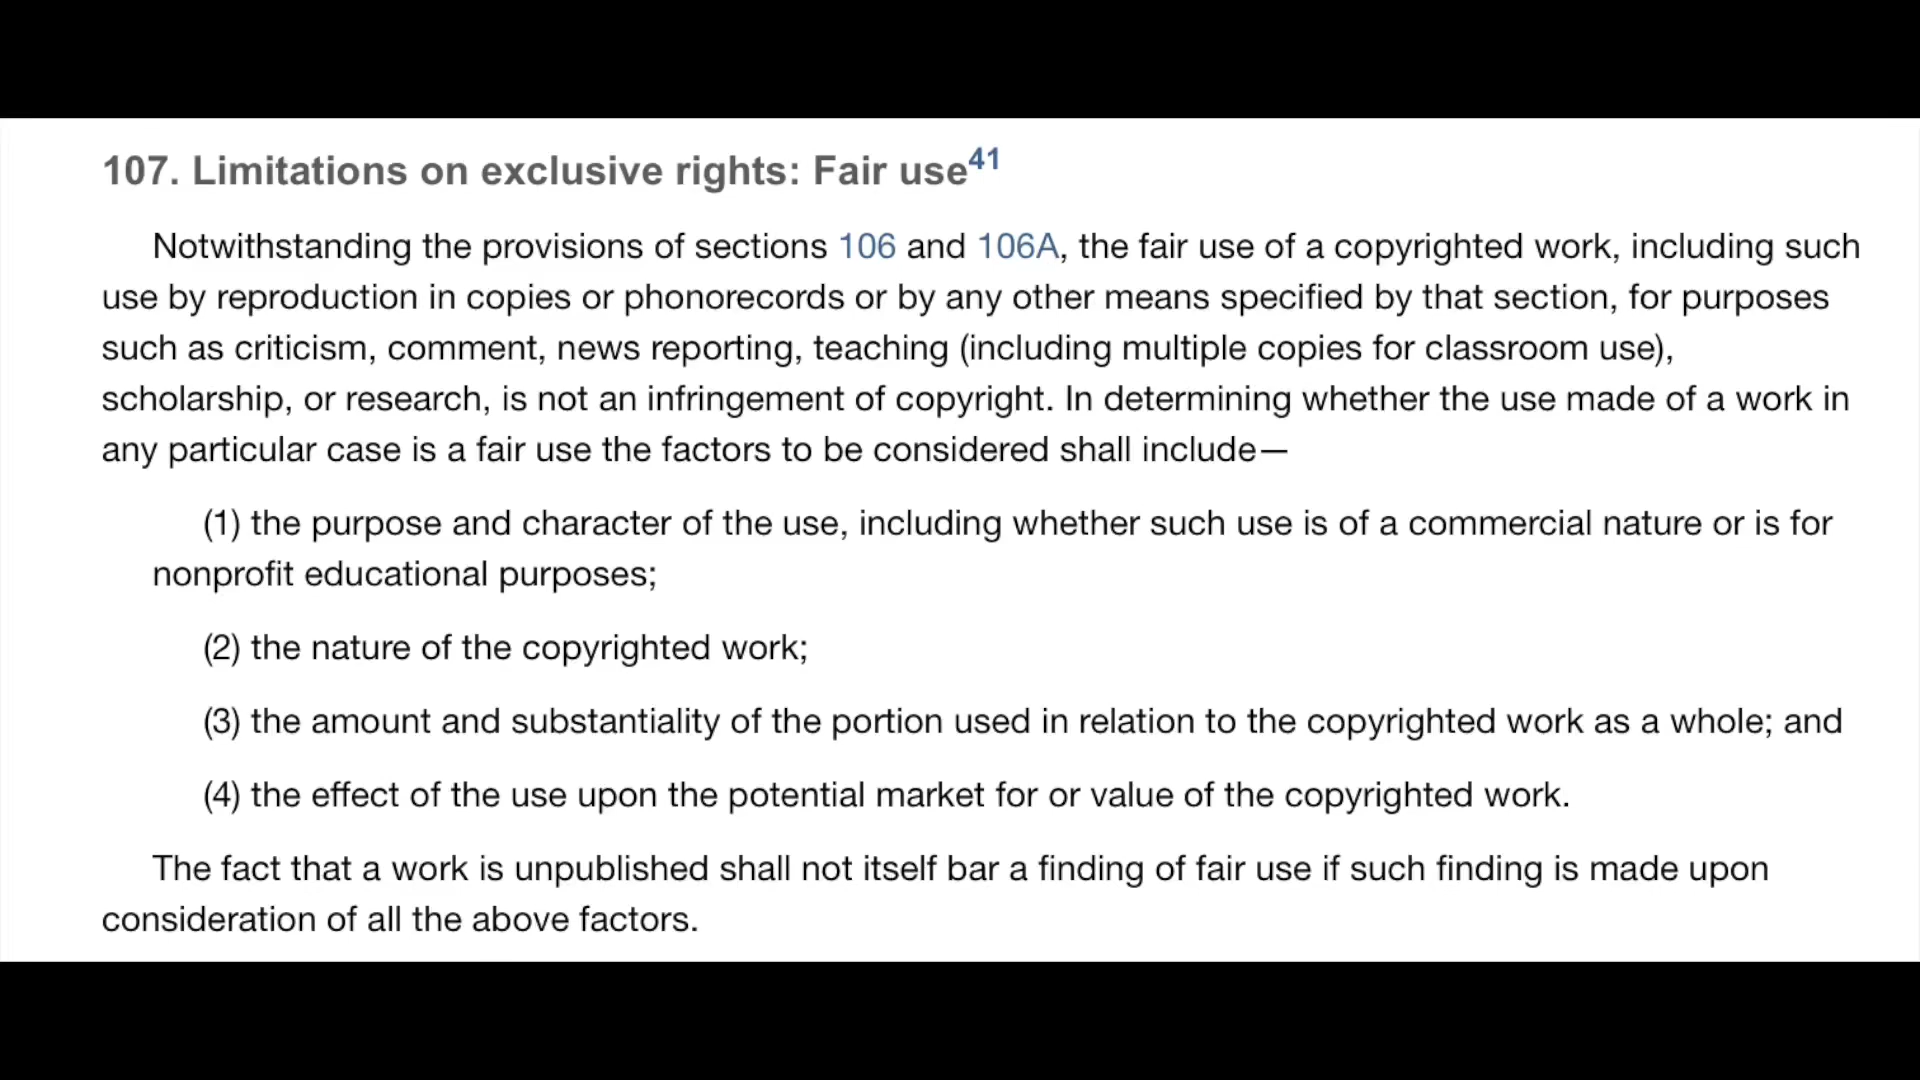 107. Limitations on exclusive rights: Fair use41
Notwithstanding the provisions of sections 106 and 106A, the fair use of a copyrighted work, including such
use by reproduction in copies or phonorecords or by any other means specified by that section, for purposes
such as criticism, comment, news reporting, teaching (including multiple copies for classroom use),
scholarship, or research, is not an infringement of copyright. In determining whether the use made of a work in
any particular case is a fair use the factors to be considered shall include—
(1) the purpose and character of the use, including whether such use is of a commercial nature or is for
nonprofit educational purposes;
(2) the nature of the copyrighted work;
(3) the amount and substantiality of the portion used in relation to the copyrighted work as a whole; and
(4) the effect of the use upon the potential market for or value of the copyrighted work.
The fact that a work is unpublished shall not itself bar a finding of fair use if such finding is made upon
consideration of all the above factors.